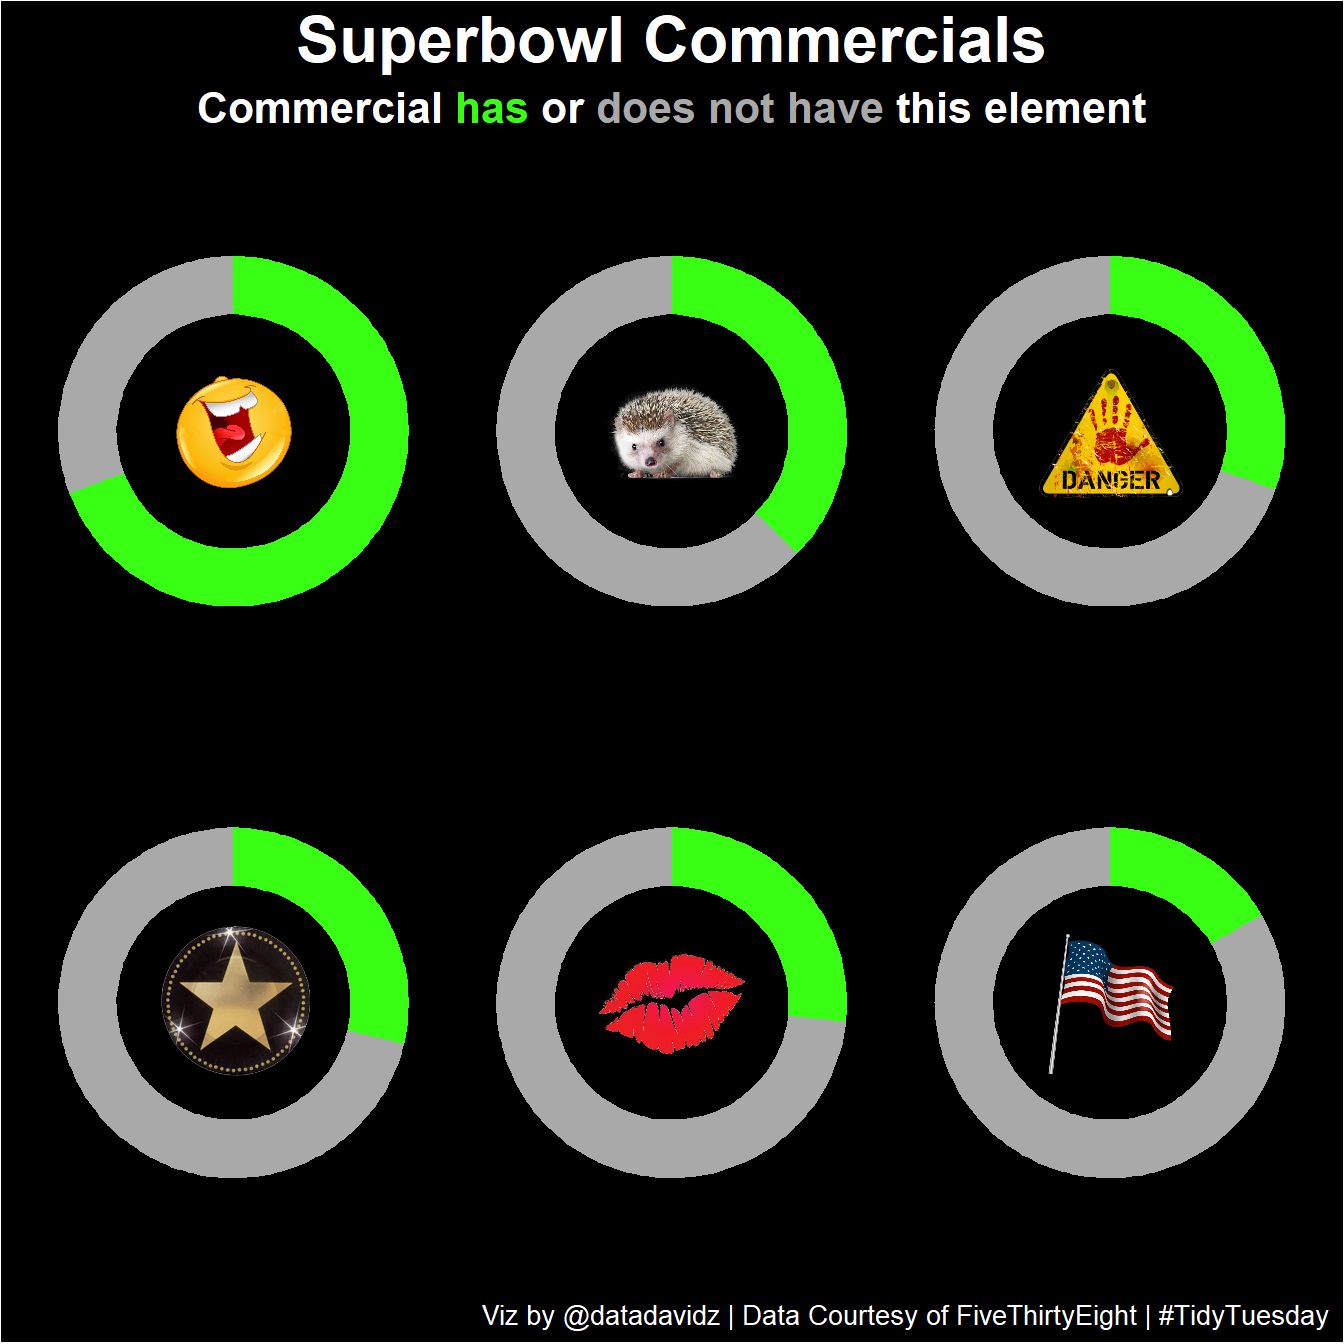 Superbowl Commercials
Commercial has or does not have this element
DANGER
Viz by @datadavidz | Data Courtesy of FiveThirtyEight | #TidyTuesday